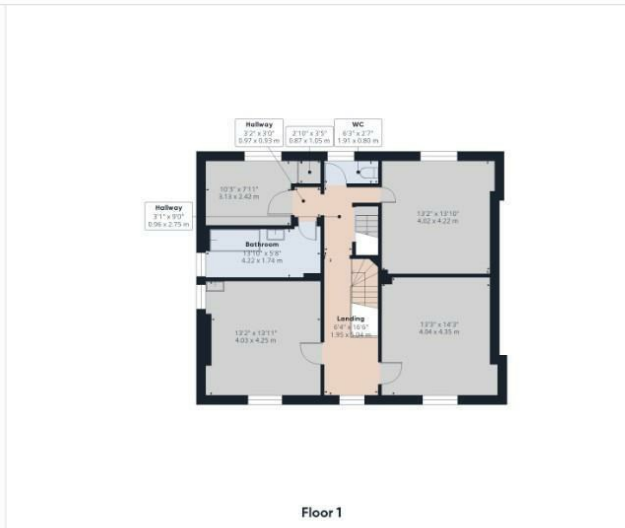 Hallway
3'2" x 3'0"
0.97 x 0.93 m
2'10" x 3'5"
0.87 x 1.05 m
WC
6'3" x 2'7"
1.91 x 0.80 m
10'3" x 7'11"
3.13 x 2.42 m
13'2" x 13'10"
4.02 x 4.22 m
Hallway
3'1" x 9'0"
0.96 x 2.75 m
Bathroom
13'10" x 5'8"
4.22 x 1.74 m
13'2" x 13'11"
4.03 x 4.25 m
Landing
6'4" x 16'6"
1.95 x 5.04 m
13'3" x 14'3"
4.04 x 4.35 m
Floor 1